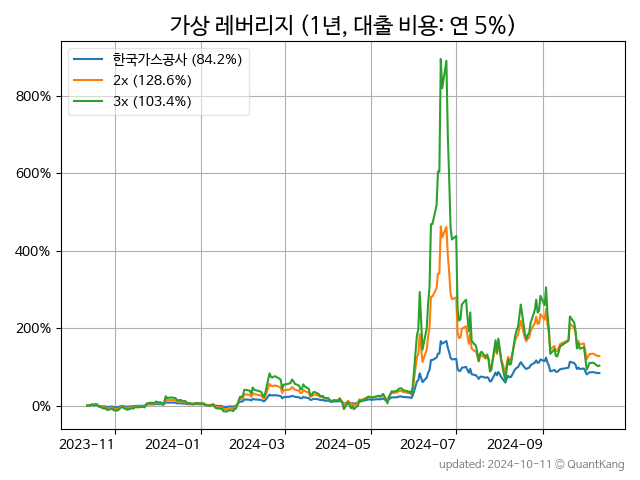 가상 레버리지 (1년, 대출 비용: 연 5%)
한국가스공사 (84.2%)
2x (128.6%)
3x (103.4%)
800%
600%
400%
200%
0%
2023-11 2024-01 2024-03 2024-05 2024-07 2024-09
updated: 2024-10-11 © QuantKang